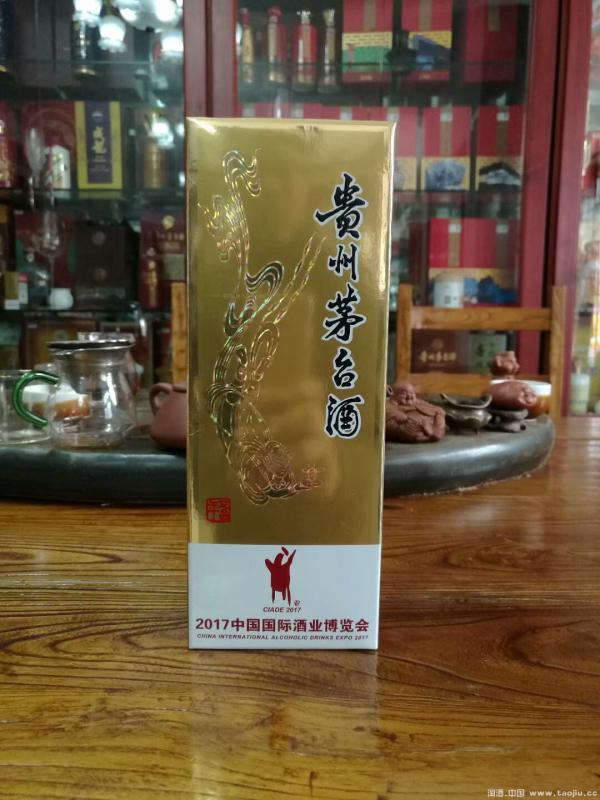 貴州茅台酒
CIADE 2017
2017中国国际酒业博览会
CHINA INTERNATIONAL ALCOHOLIC DRINKS EXPO 2017
淘酒.中国 www.taojiu.cc